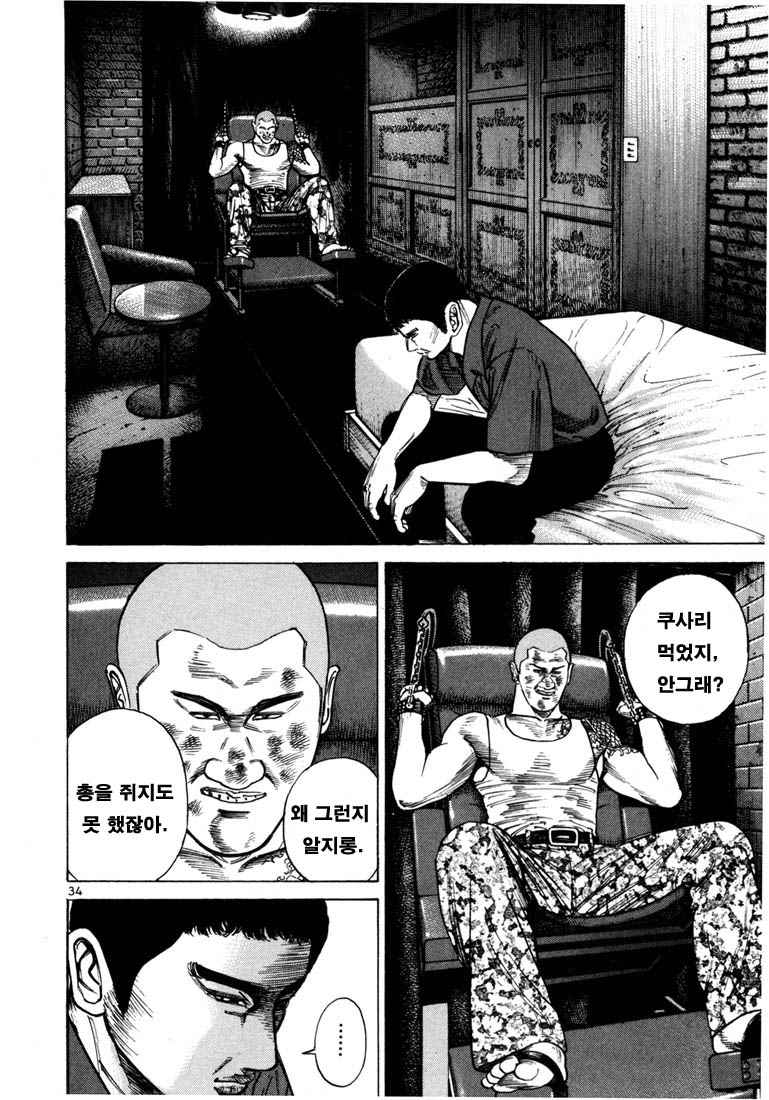 쿠사리
먹었지,
안그래?
왜 그런지
알지롱.
총을 쥐지도
못 했잖아.
……
34